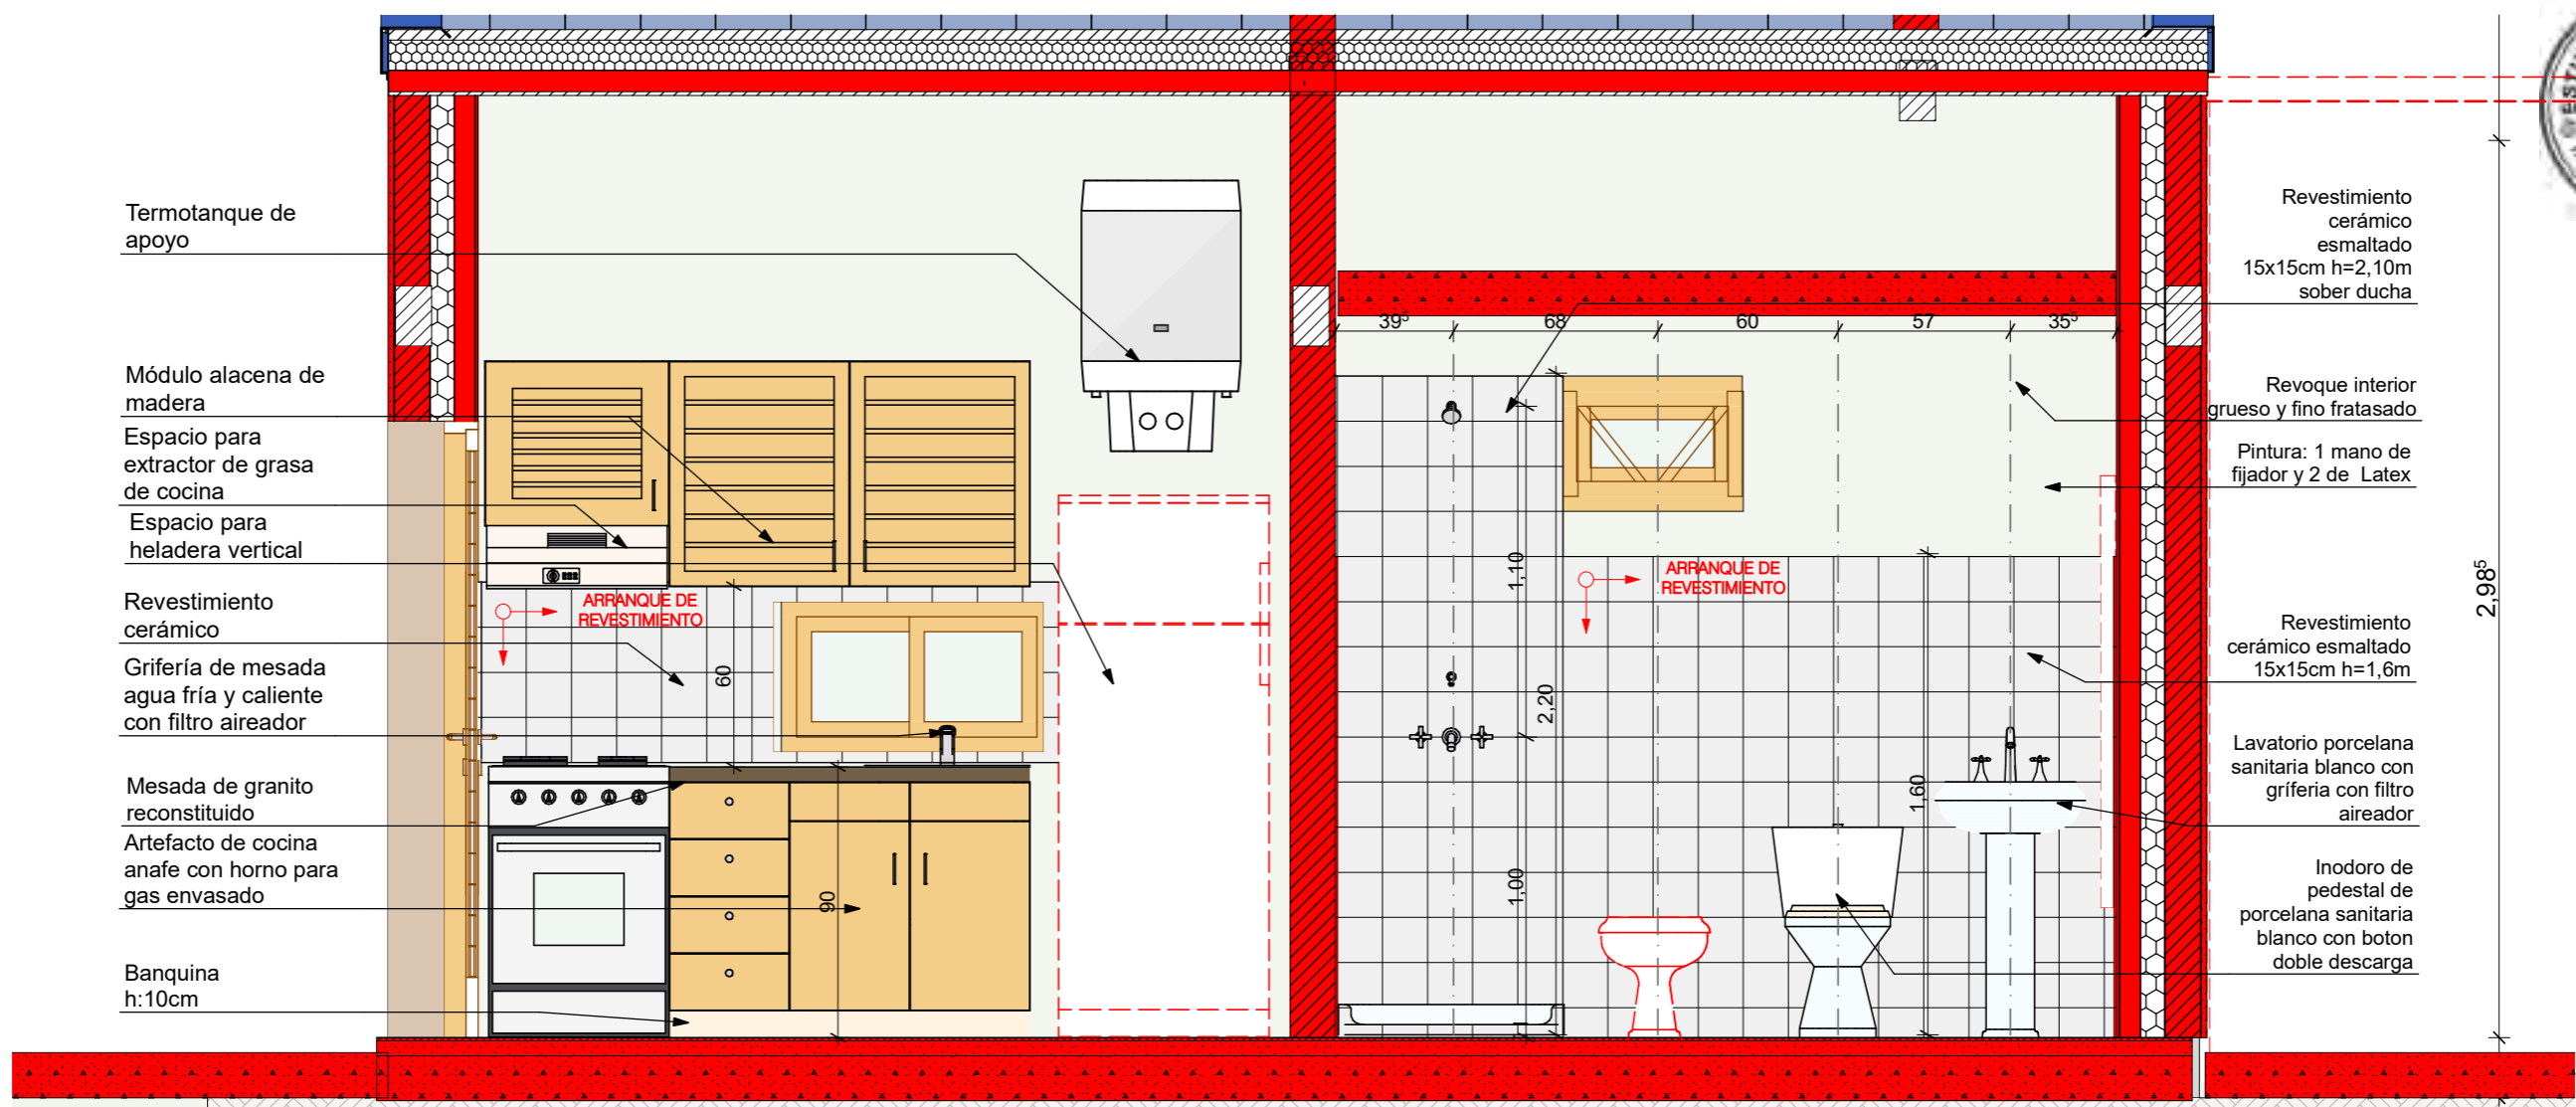 Termotanque de
apoyo
Módulo alacena de
madera
Espacio para
extractor de grasa
de cocina
Espacio para
heladera vertical
Revestimiento
cerámico
Grifería de mesada
agua fría y caliente
con filtro aireador
Mesada de granito
reconstituido
Artefacto de cocina
anafe con horno para
gas envasado
Banquina
h:10cm
ARRANQUE DE
REVESTIMIENTO
60
90
39⁵
68
60
57
35⁵
ARRANQUE DE
REVESTIMIENTO
1,10
2,20
1,00
1,60
Revestimiento
cerámico
esmaltado
15x15cm h=2,10m
sober ducha
Revoque interior
grueso y fino fratasado
Pintura: 1 mano de
fijador y 2 de Latex
Revestimiento
cerámico esmaltado
15x15cm h=1,6m
Lavatorio porcelana
sanitaria blanco con
gríferia con filtro
aireador
Inodoro de
pedestal de
porcelana sanitaria
blanco con boton
doble descarga
2,98⁵